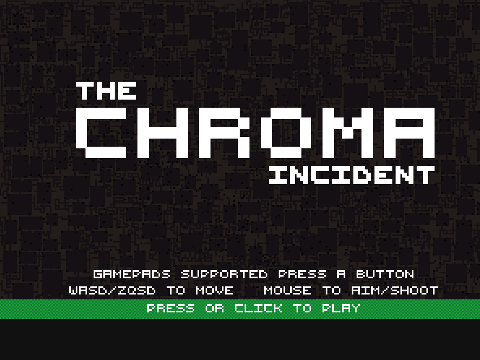 THE
CHROMA
INCIDENT
GAMEPADS SUPPORTED PRESS A BUTTON
WASD/ZQSD TO MOVE MOUSE TO AIM/SHOOT
PRESS OR CLICK TO PLAY